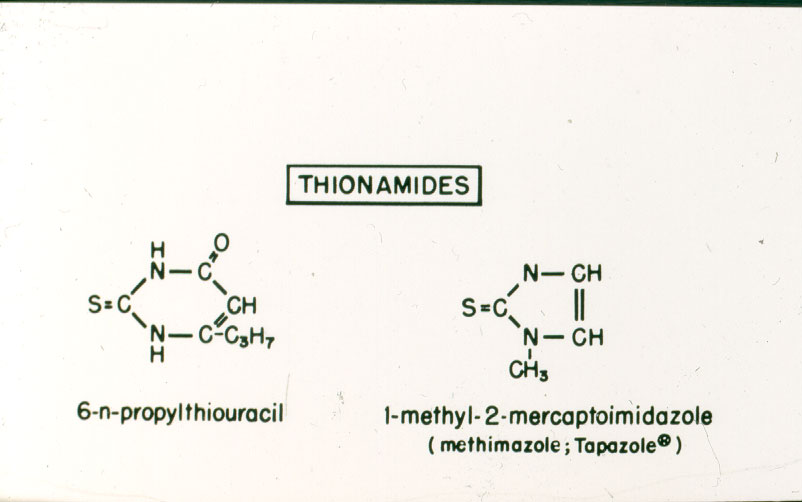 THIONAMIDES
H
N—C
O
S=C
CH
N—C-C₃H₇
H
N—CH
S=C
N—CH
CH₃
6-n-propylthiouracil
1-methyl-2-mercaptoimidazole
(methimazole; Tapazole®)